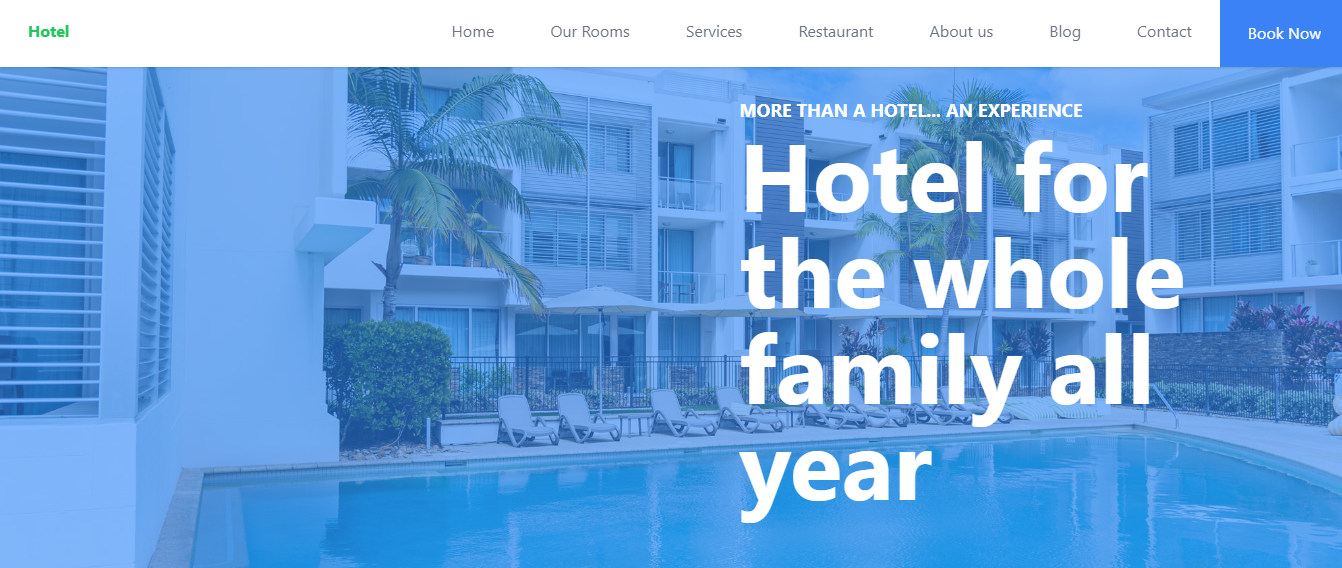 Hotel Home Our Rooms Services Restaurant About us Blog Contact Book Now
MORE THAN A HOTEL... AN EXPERIENCE
Hotel for
the whole
family all
year